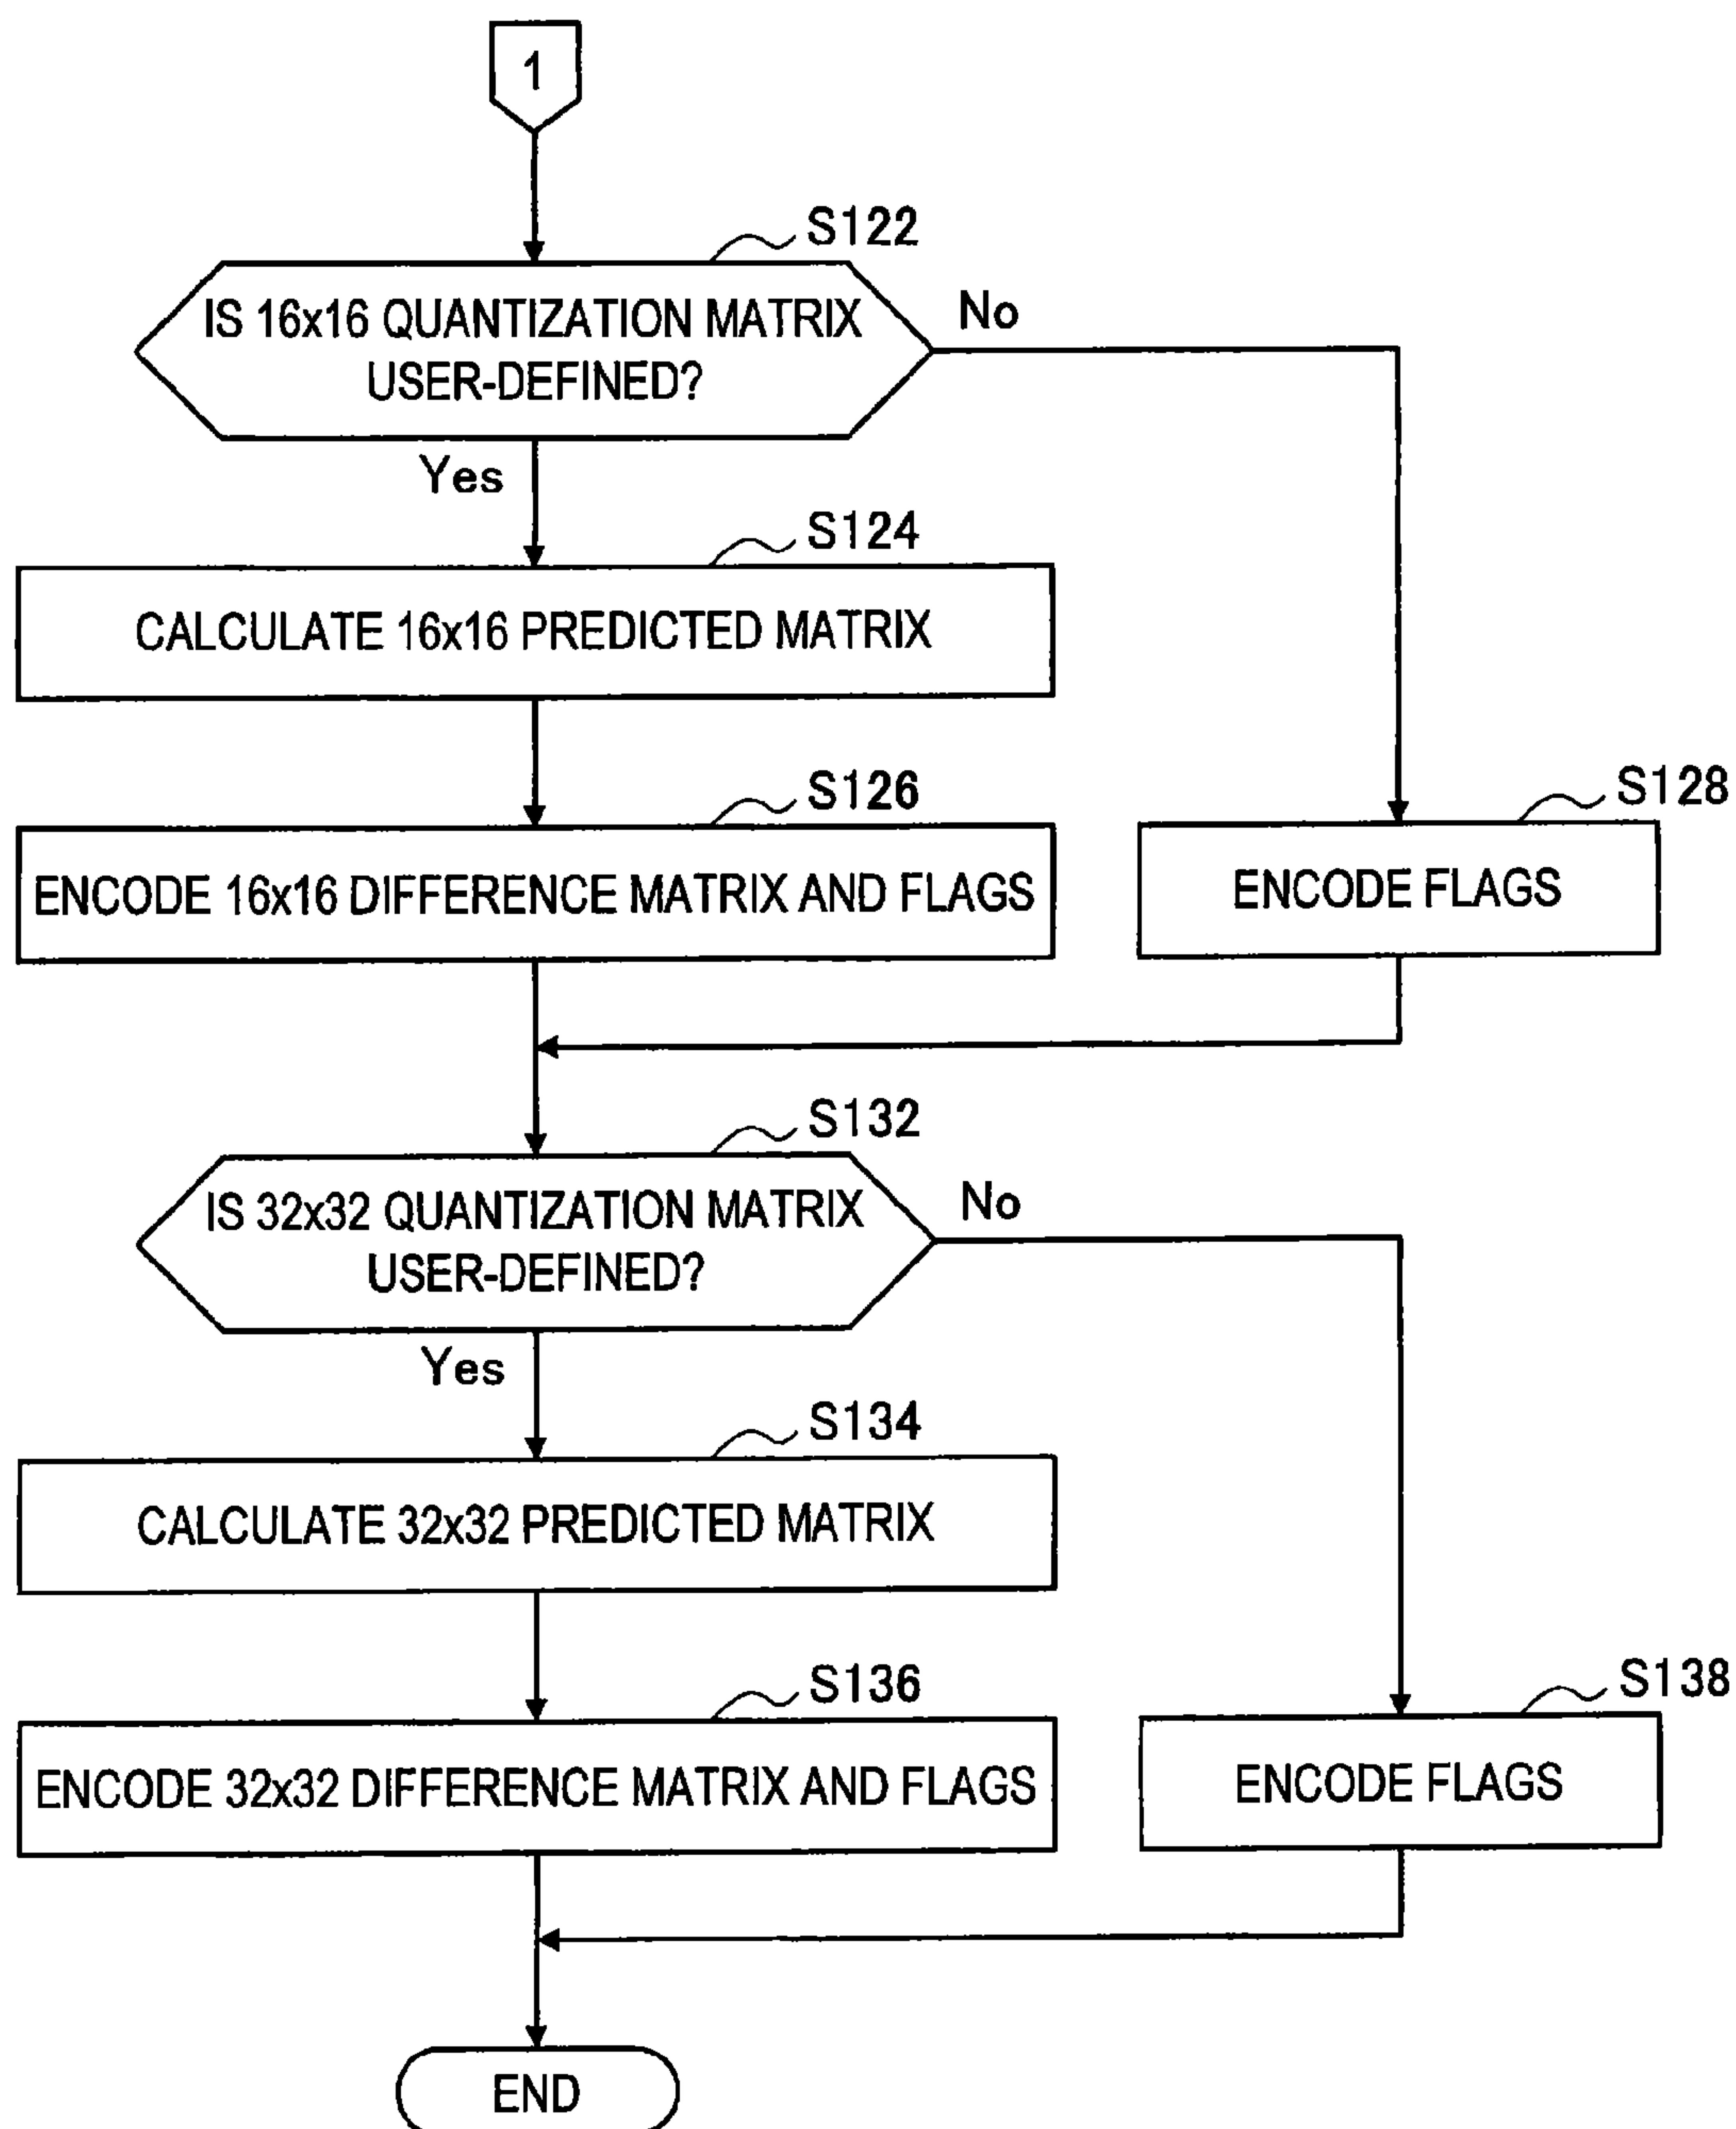 1
S122
IS 16x16 QUANTIZATION MATRIX
USER-DEFINED?
No
Yes
S124
CALCULATE 16x16 PREDICTED MATRIX
S126
ENCODE 16x16 DIFFERENCE MATRIX AND FLAGS
S128
ENCODE FLAGS
S132
IS 32x32 QUANTIZATION MATRIX
USER-DEFINED?
No
Yes
S134
CALCULATE 32x32 PREDICTED MATRIX
S136
ENCODE 32x32 DIFFERENCE MATRIX AND FLAGS
S138
ENCODE FLAGS
END